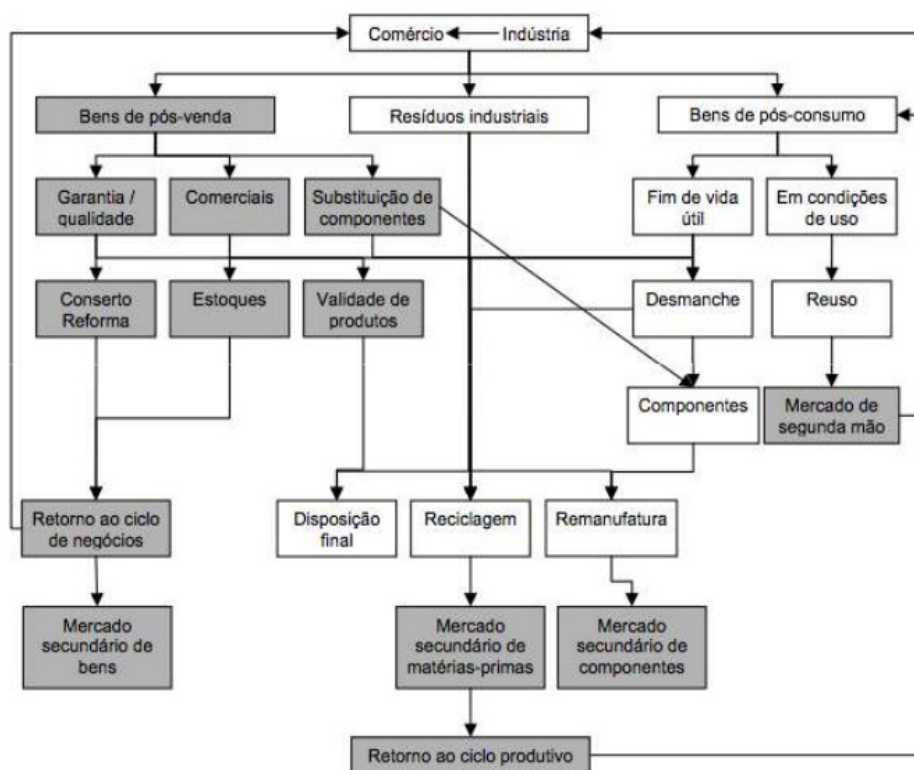 Comércio Indústria
Bens de pós-venda
Resíduos industriais
Bens de pós-consumo
Garantia /
qualidade
Comerciais
Substituição de
componentes
Fim de vida
útil
Em condições
de uso
Conserto
Reforma
Estoques
Validade de
produtos
Desmanche
Reuso
Componentes
Mercado de
segunda mão
Retorno ao ciclo
de negócios
Disposição
final
Reciclagem
Remanufatura
Mercado
secundário de
bens
Mercado
secundário de
matérias-primas
Mercado
secundário de
componentes
Retorno ao ciclo produtivo